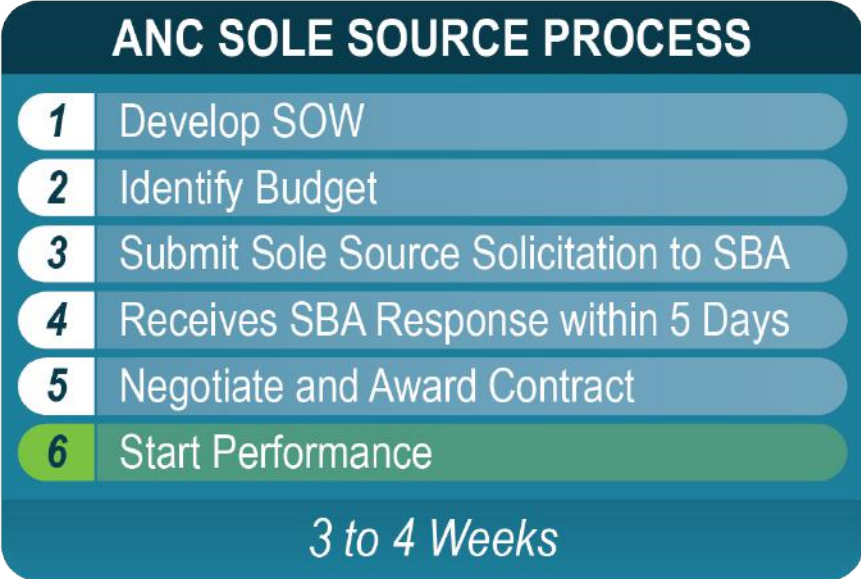 ANC SOLE SOURCE PROCESS
1 Develop SOW
2 Identify Budget
3 Submit Sole Source Solicitation to SBA
4 Receives SBA Response within 5 Days
5 Negotiate and Award Contract
6 Start Performance
3 to 4 Weeks